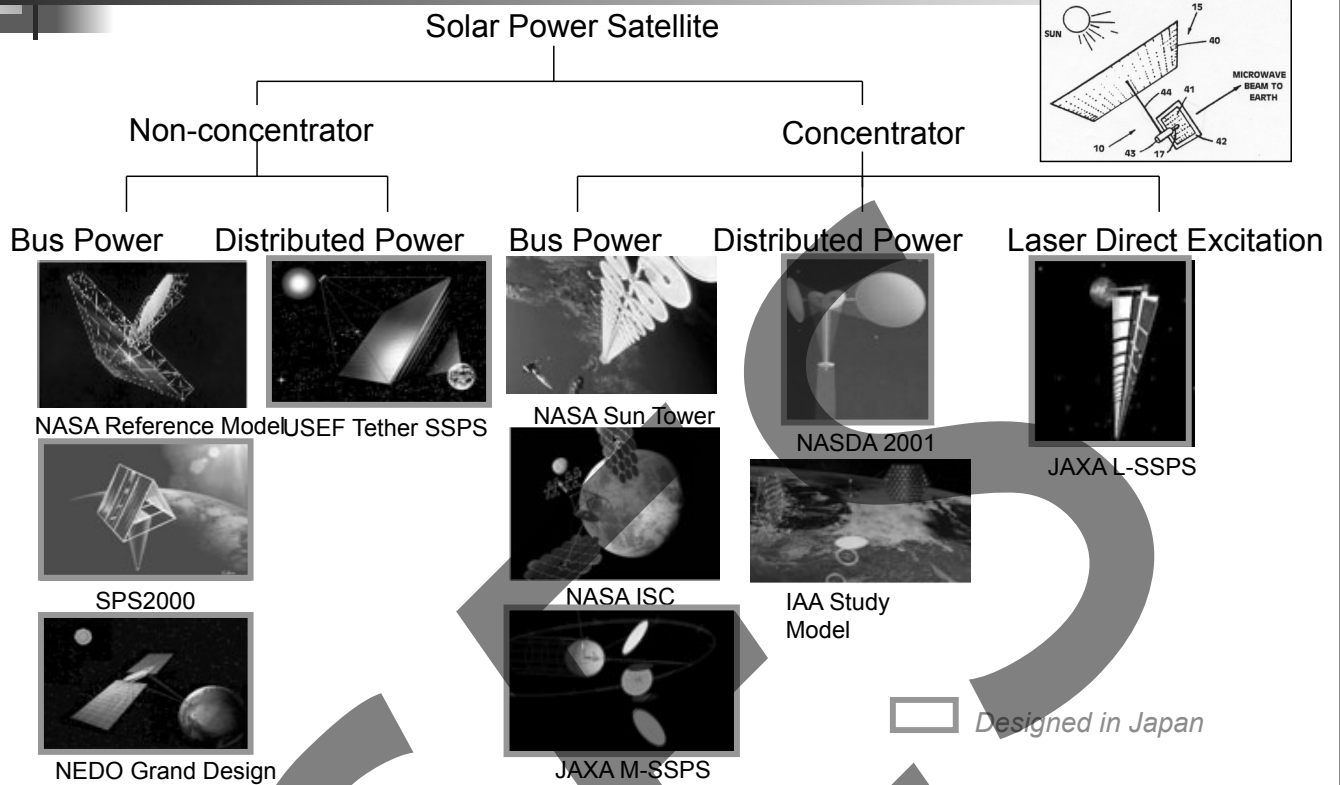 Solar Power Satellite
SUN
15
40
MICROWAVE
BEAM TO
EARTH
44
41
10
43
17
42
Non-concentrator
Concentrator
Bus Power
Distributed Power
Bus Power
Distributed Power
Laser Direct Excitation
NASA Reference Model
USEF Tether SSPS
NASA Sun Tower
NASDA 2001
JAXA L-SSPS
SPS2000
NASA ISC
IAA Study
Model
NEDO Grand Design
JAXA M-SSPS
Designed in Japan